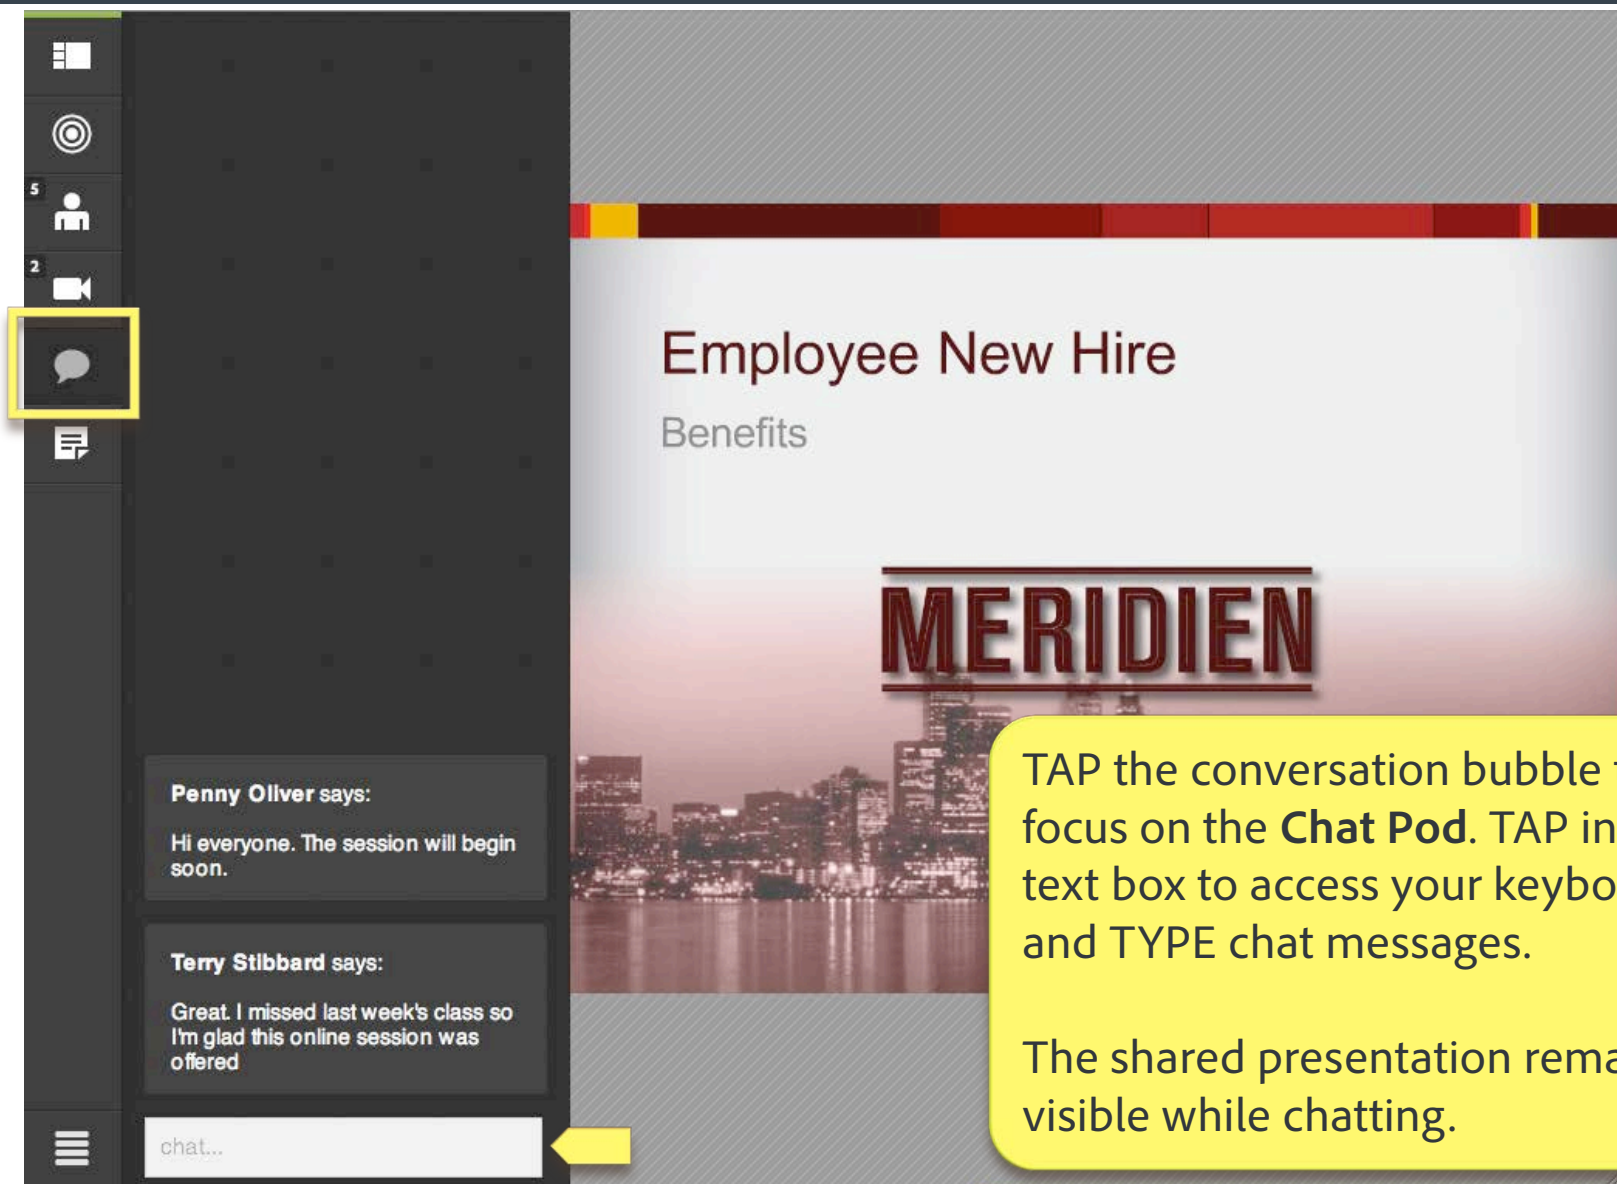 5
2
Employee New Hire
Benefits
MERIDIEN
Penny Oliver says:
Hi everyone. The session will begin
soon.
Terry Stibbard says:
Great. I missed last week's class so
I'm glad this online session was
offered
chat...
TAP the conversation bubble
focus on the Chat Pod. TAP in
text box to access your
and TYPE chat messages.
The shared presentation
visible while chatting.